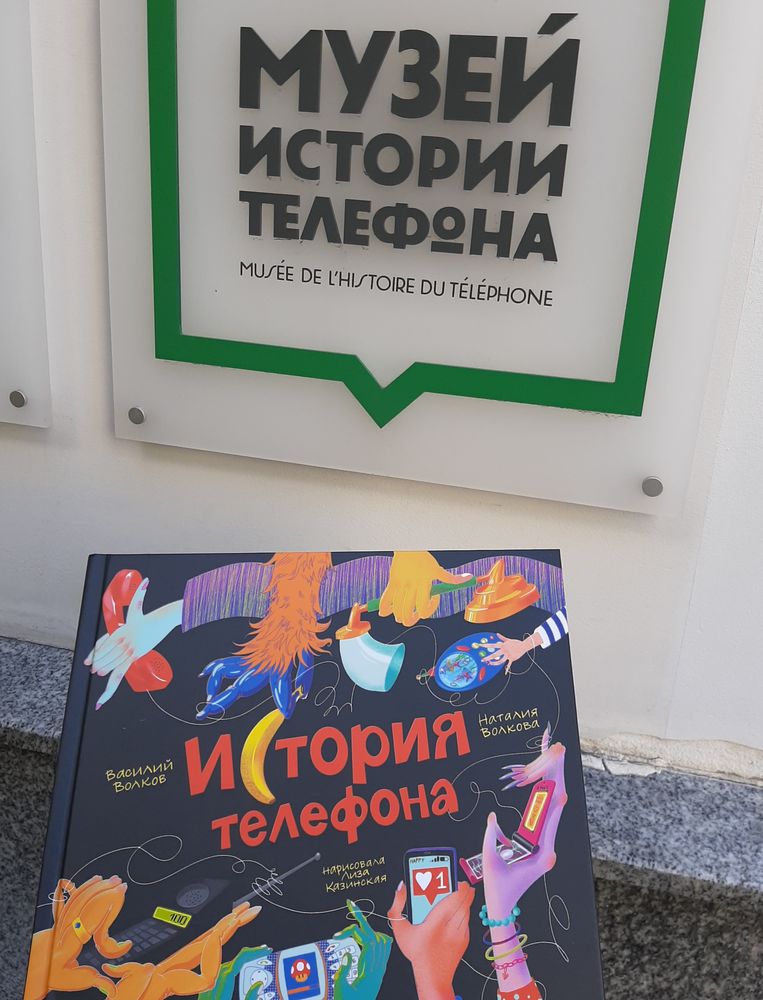 МУЗЕЙ
ИСТОРИИ
ТЕЛЕФОНА
MUSÉE DE L'HISTOIRE DU TÉLÉPHONE
Василий
Волков
Наталия
Волкова
История
телефона
нарисовала
Лиза
Казинская
HAPPY
1
100